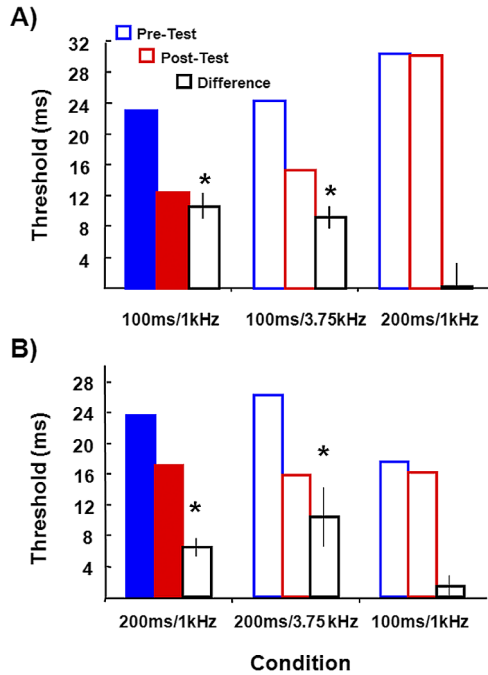 A)
Pre-Test
Post-Test
Difference
Threshold (ms)
32
28
24
20
16
12
8
4
*
*
100ms/1kHz 100ms/3.75kHz 200ms/1kHz
B)
Threshold (ms)
28
24
20
16
12
8
4
*
*
200ms/1kHz 200ms/3.75kHz 100ms/1kHz
Condition